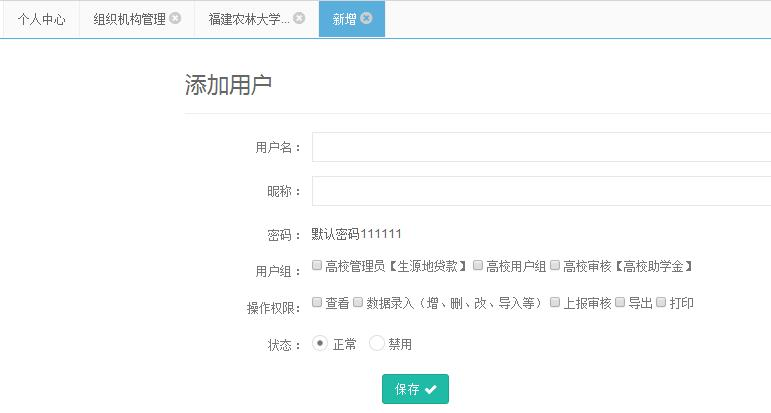 个人中心 组织机构管理 福建农林大学... 新增
添加用户
用户名：
昵称：
密码： 默认密码111111
用户组： 高校管理员【生源地贷款】 高校用户组 高校审核【高校助学金】
操作权限: 查看 数据录入（增、删、改、导入等） 上报审核 导出 打印
状态： 正常 禁用
保存